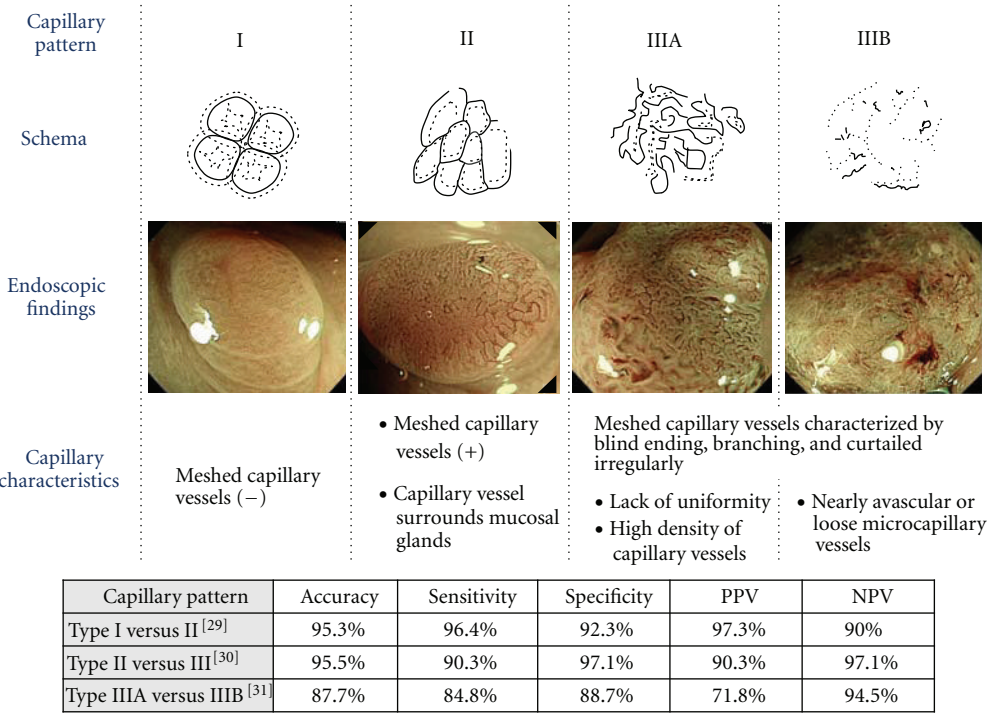 Capillary
pattern
I
II
IIIA
IIIB
Schema
Endoscopic
findings
Capillary
characteristics
Meshed capillary
vessels (−)
• Meshed capillary
vessels (+)
• Capillary vessel
surrounds mucosal
glands
Meshed capillary vessels characterized by
blind ending, branching, and curtailed
irregularly
• Lack of uniformity
• High density of
capillary vessels
• Nearly avascular or
loose microcapillary
vessels
Capillary pattern Accuracy Sensitivity Specificity PPV NPV
Type I versus II [29] 95.3% 96.4% 92.3% 97.3% 90%
Type II versus III [30] 95.5% 90.3% 97.1% 90.3% 97.1%
Type IIIA versus IIIB [31] 87.7% 84.8% 88.7% 71.8% 94.5%